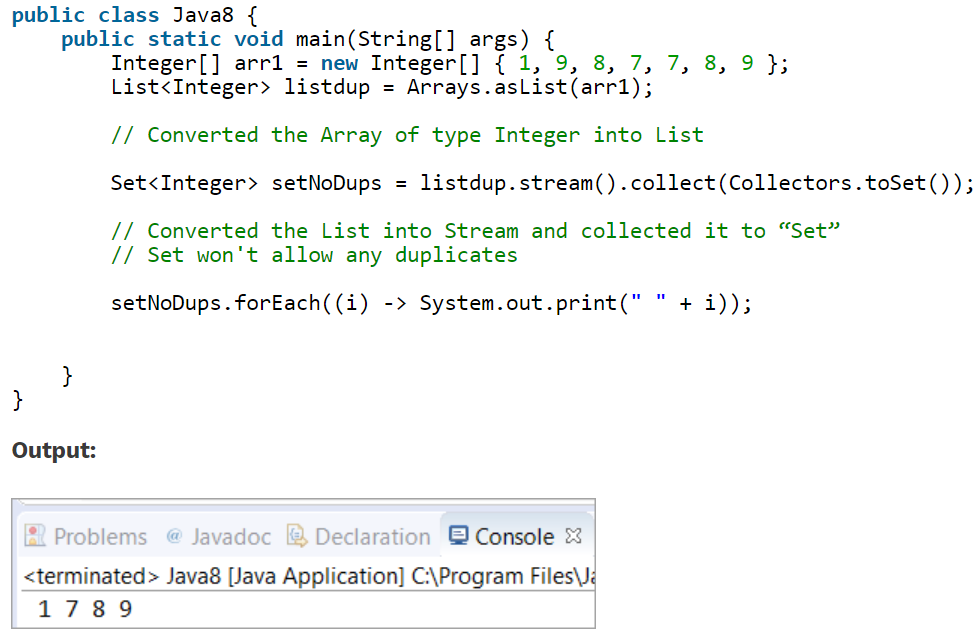 public class Java8 {
public static void main(String[] args) {
Integer[] arr1 = new Integer[] { 1, 9, 8, 7, 7, 8, 9 };
List<Integer> listdup = Arrays.asList(arr1);
// Converted the Array of type Integer into List
Set<Integer> setNoDups = listdup.stream().collect(Collectors.toSet());
// Converted the List into Stream and collected it to “Set”
// Set won't allow any duplicates
setNoDups.forEach((i) -> System.out.print(" " + i));
}
}
Output:
Problems @ Javadoc Declaration Console
<terminated> Java8 [Java Application] C:\Program Files\Ja
1 7 8 9